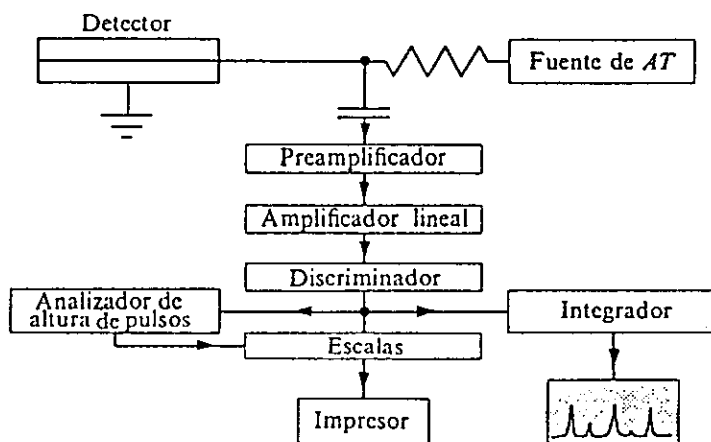 Detector
Fuente de AT
Preamplificador
Amplificador lineal
Discriminador
Analizador de
altura de pulsos
Integrador
Escalas
Impresor